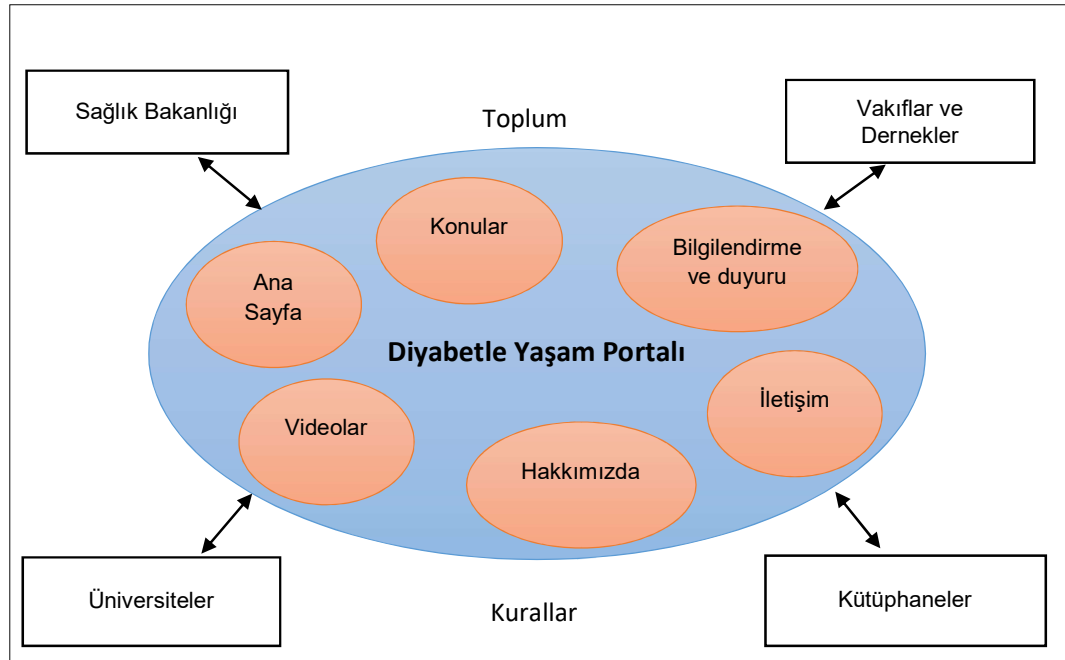 Sağlık Bakanlığı
Toplum
Vakıflar ve
Dernekler
Konular
Bilgilendirme
ve duyuru
Ana
Sayfa
Diyabetle Yaşam Portalı
İletişim
Videolar
Hakkımızda
Üniversiteler
Kurallar
Kütüphaneler